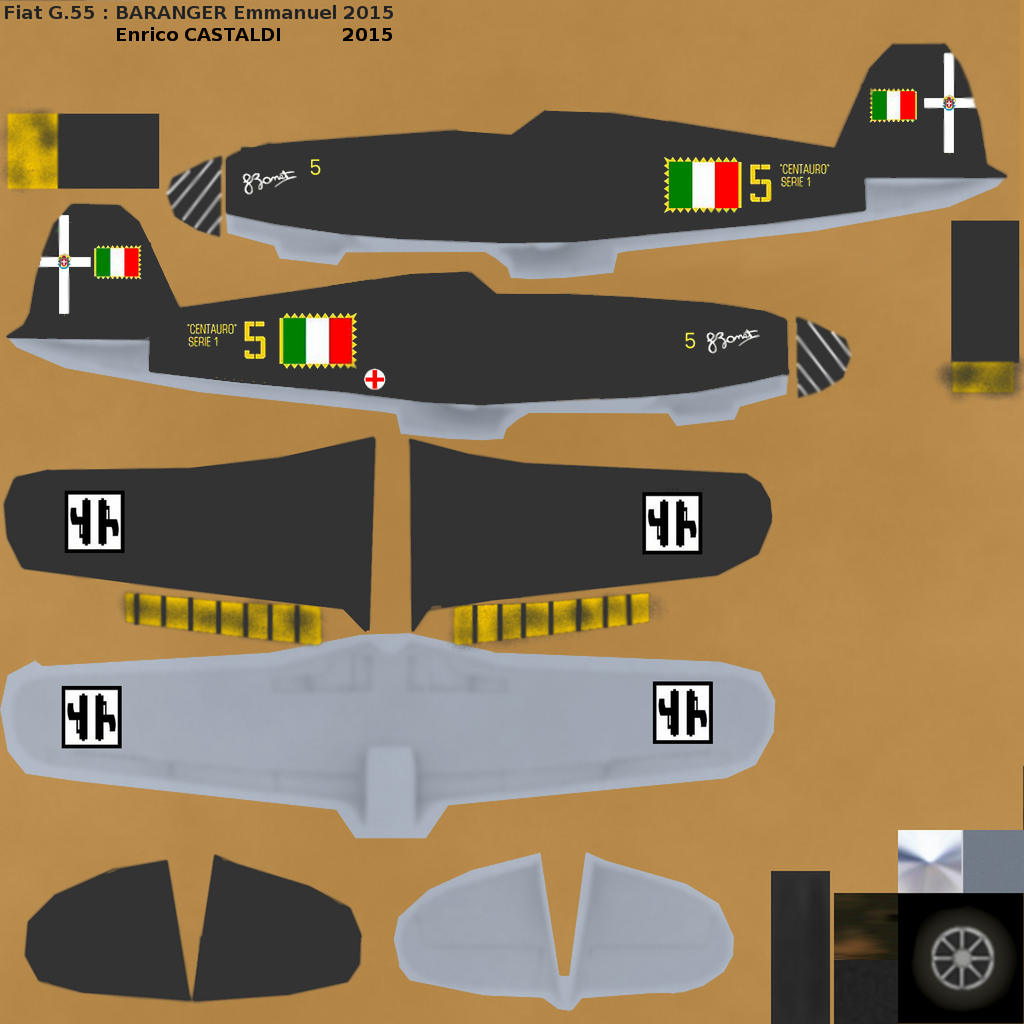 Fiat G.55 : BARANGER Emmanuel 2015
Enrico CASTALDI 2015
5
5
"CENTAURO"
SERIE 1
"CENTAURO"
SERIE 1
5
5